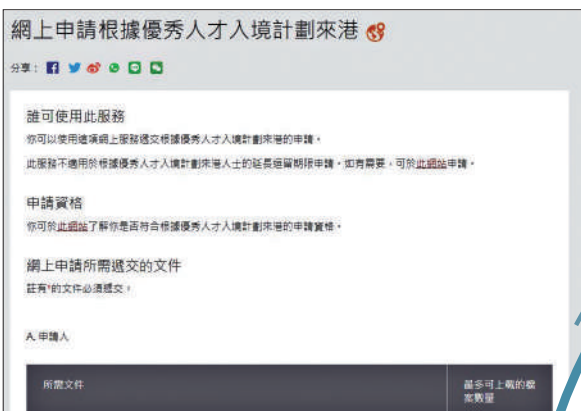 網上申請根據優秀人才入境計劃來港
分享：
誰可使用此服務
你可以使用這項網上服務遞交根據優秀人才入境計劃來港的申請。
此服務不適用於根據優秀人才入境計劃來港人士的延長逗留期限申請。如有需要，可於此網站申請。
申請資格
你可於此網站了解你是否符合根據優秀人才入境計劃來港的申請資格。
網上申請所需遞交的文件
註有*的文件必須遞交。
A. 申請人
所需文件
最多可上載的檔
案數量